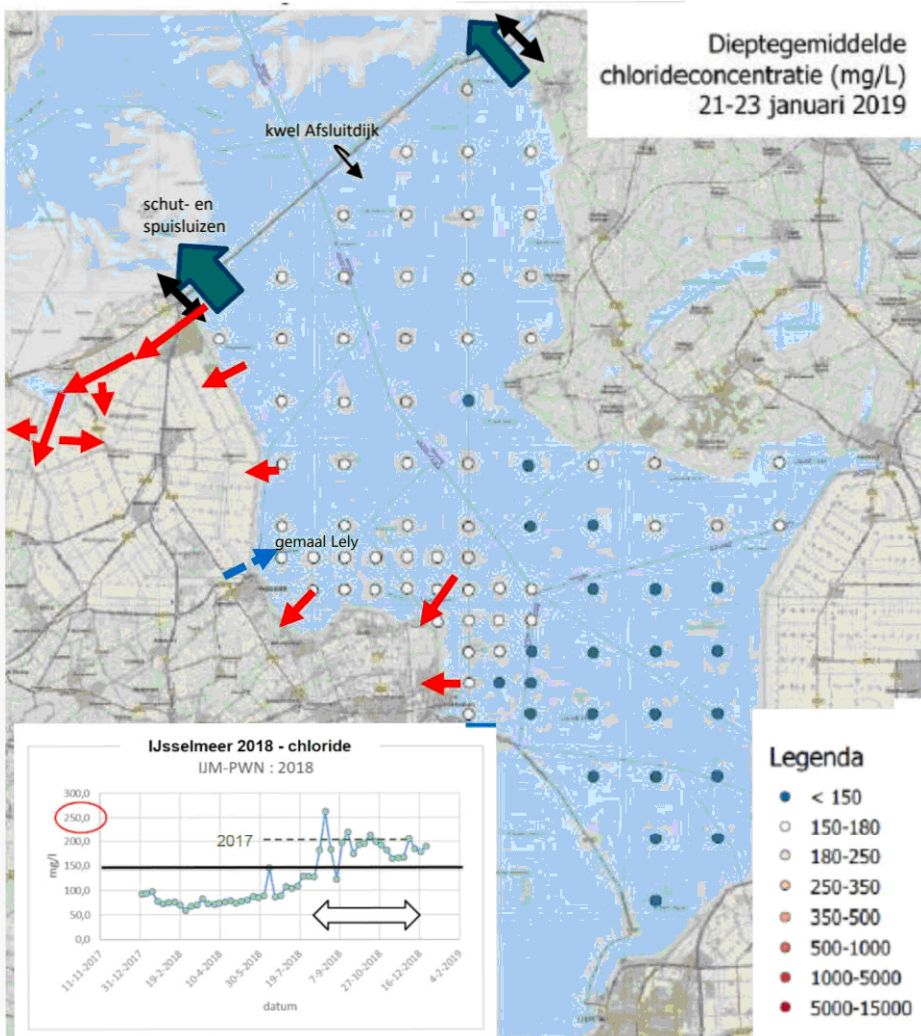 Dieptegemiddelde
chlorideconcentratie (mg/L)
21-23 januari 2019
kwel Afsluitdijk
schut- en
spuisluizen
gemaal Lely
IJsselmeer 2018 - chloride
IJM-PWN : 2018
300,0
250,0
200,0
150,0
100,0
50,0
0,0
mg/l
2017
11-11-2017
31-12-2017
19-2-2018
10-4-2018
30-5-2018
19-7-2018
7-9-2018
27-10-2018
16-12-2018
4-2-2019
datum
Legenda
< 150
150-180
180-250
250-350
350-500
500-1000
1000-5000
5000-15000